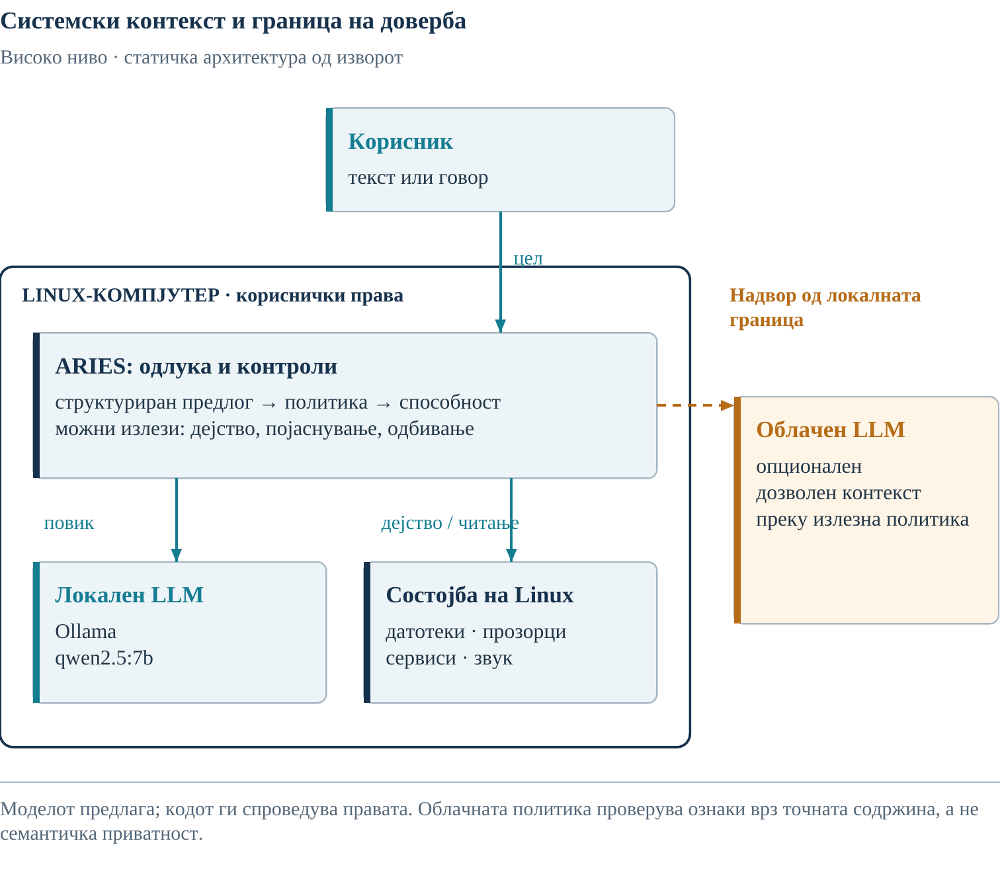 Системски контекст и граница на доверба
Високо ниво · статичка архитектура од изворот
Корисник
текст или говор
цел
LINUX-КОМПЈУТЕР · кориснички права
Надвор од локалната
граница
ARIES: одлука и контроли
структуриран предлог → политика → способност
можни излези: дејство, појаснување, одбивање
Облачен LLM
опционален
дозволен контекст
преку излезна политика
повик
дејство / читање
Локален LLM
Ollama
qwen2.5:7b
Состојба на Linux
датотеки · прозорци
сервиси · звук
Моделот предлага; кодот ги спроведува правата. Облачната политика проверува ознаки врз точната содржина, а не
семантичка приватност.